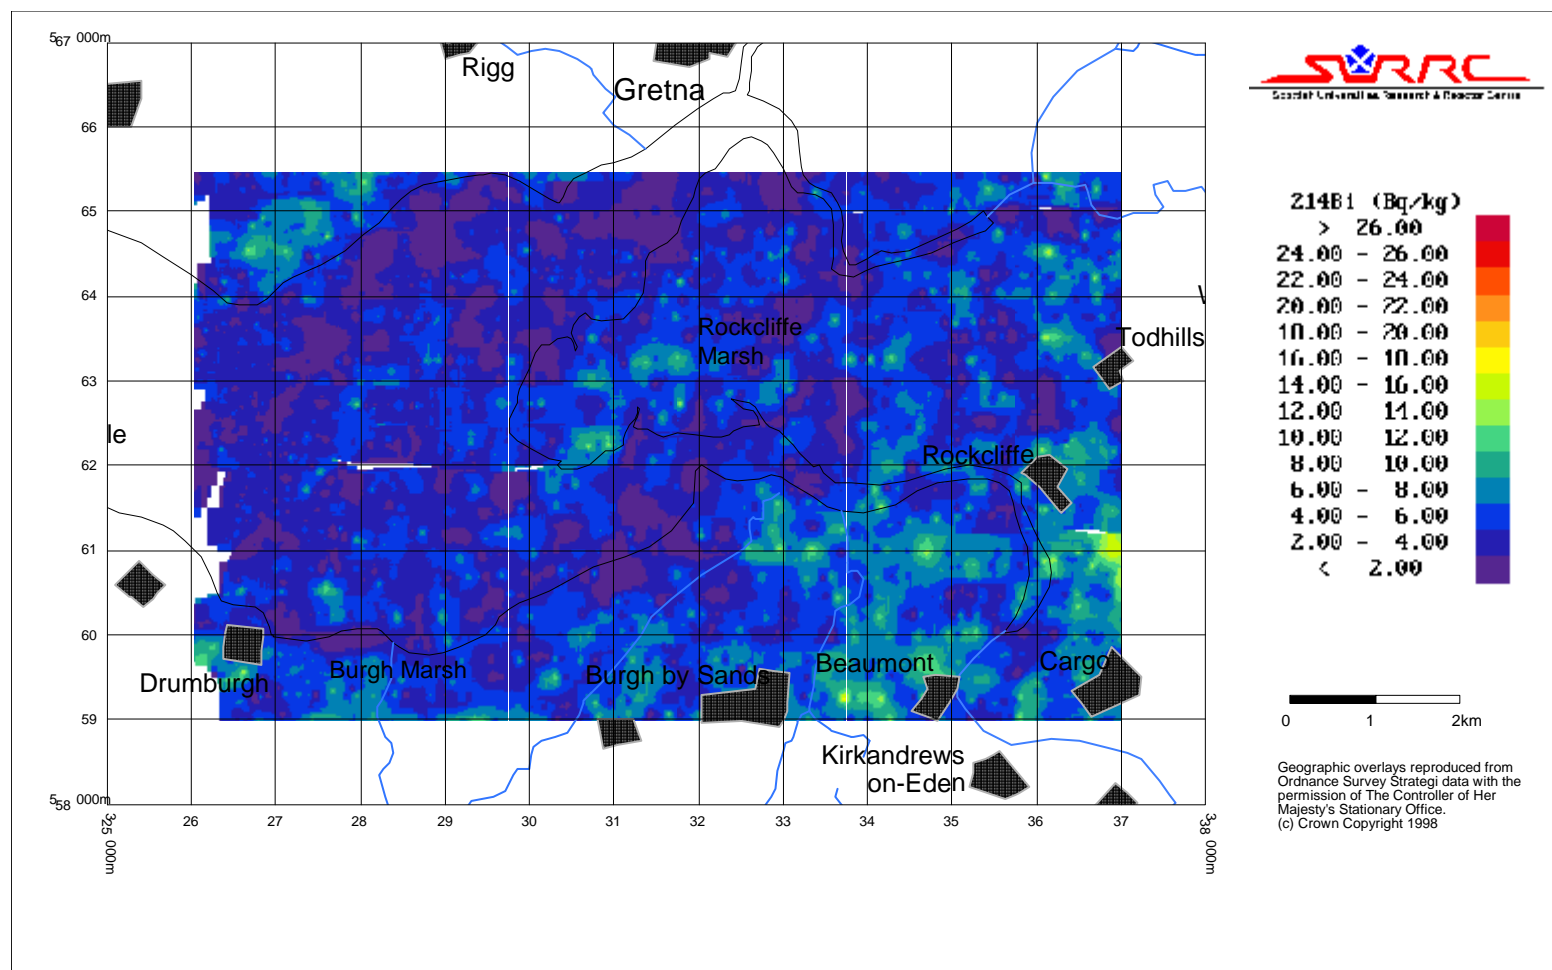 567 000m
Rigg
Gretna
66
65
64
Rockcliffe
Marsh
Todhills
63
le
Rockcliffe
62
61
60
Drumburgh
Burgh Marsh
Burgh by Sands
Beaumont
Cargo
59
Kirkandrews
on-Eden
558 000m
325 000m
26
27
28
29
30
31
32
33
34
35
36
37
338 000m
SURRC
Scottish Universities Research & Reactor Centre
214Bi (Bq/kg)
> 26.00
24.00 - 26.00
22.00 - 24.00
20.00 - 22.00
18.00 - 20.00
16.00 - 18.00
14.00 - 16.00
12.00 14.00
10.00 12.00
8.00 10.00
6.00 - 8.00
4.00 - 6.00
2.00 - 4.00
< 2.00
0 1 2km
Geographic overlays reproduced from
Ordnance Survey Strategi data with the
permission of The Controller of Her
Majesty's Stationary Office.
(c) Crown Copyright 1998